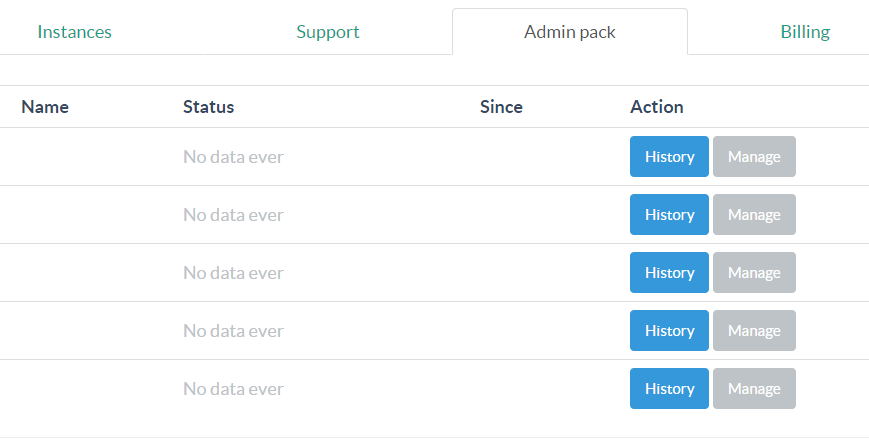 Instances Support Admin pack Billing
Name Status Since Action
No data ever History Manage
No data ever History Manage
No data ever History Manage
No data ever History Manage
No data ever History Manage